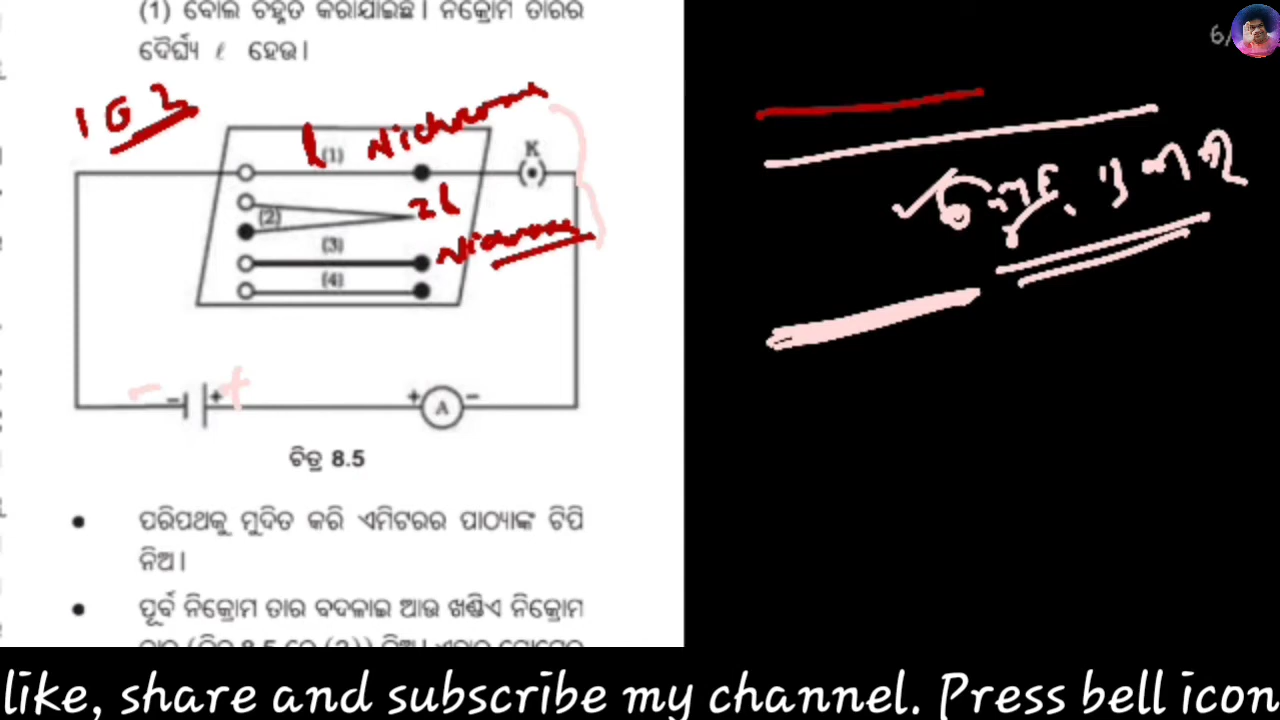 (1) ବୋଲି ଚିହ୍ନିତ କରାଯାଇଛି। ନିକ୍ରୋମ ତାରର
ଦୈର୍ଘ୍ୟ ℓ ହେଉ।
6/
1 G 2
l Nichrome
(1)
K
(2)
2l
(3)
Nichrome
(4)
- +
- +
+ A -
ଚିତ୍ର 8.5
• ପରିପଥକୁ ମୁଦିତ କରି ଏମିଟରର ପାଠ୍ୟାଙ୍କ ଟିପି
ନିଅ।
• ପୂର୍ବ ନିକ୍ରୋମ ତାର ବଦଳାଇ ଆଉ ଖଣ୍ଡିଏ ନିକ୍ରୋମ
like, share and subscribe my channel. Press bell icon